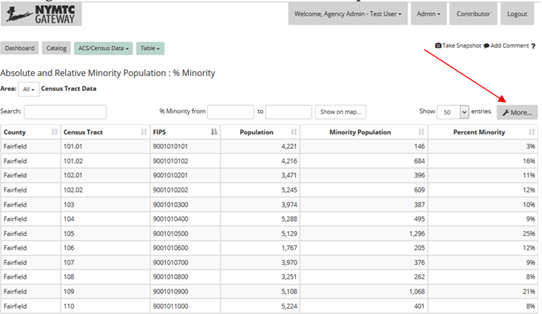 NYMTC
GATEWAY
Welcome, Agency Admin - Test User
Admin
Contributor
Logout
Dashboard
Catalog
ACS/Census Data
Table
Take Snapshot
Add Comment
?
Absolute and Relative Minority Population : % Minority
Area: All Census Tract Data
Search: % Minority from to Show on map... Show 50 entries More...
County Census Tract FIPS Population Minority Population Percent Minority
Fairfield 101.01 9001010101 4,221 146 3%
Fairfield 101.02 9001010102 4,216 684 16%
Fairfield 102.01 9001010201 3,471 396 11%
Fairfield 102.02 9001010202 5,245 609 12%
Fairfield 103 9001010300 3,974 387 10%
Fairfield 104 9001010400 5,288 495 9%
Fairfield 105 9001010500 5,129 1,296 25%
Fairfield 106 9001010600 1,767 205 12%
Fairfield 107 9001010700 3,970 376 9%
Fairfield 108 9001010800 3,251 262 8%
Fairfield 109 9001010900 5,108 1,068 21%
Fairfield 110 9001011000 5,224 401 8%